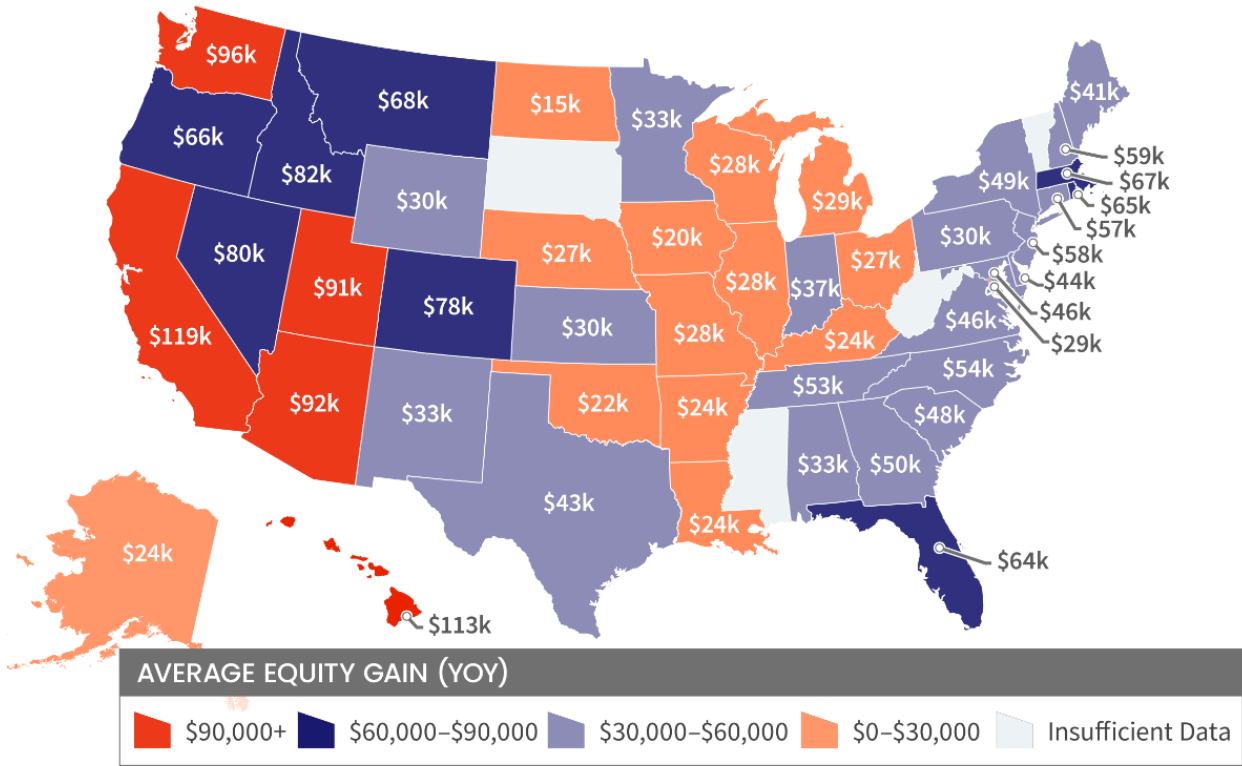 $96k
$68k
$15k
$33k
$41k
$66k
$82k
$28k
$59k
$67k
$49k
$65k
$30k
$29k
$57k
$80k
$20k
$30k
$58k
$27k
$27k
$91k
$78k
$28k
$37k
$44k
$46k
$119k
$30k
$28k
$24k
$46k
$29k
$54k
$53k
$92k
$33k
$22k
$24k
$48k
$33k
$50k
$43k
$24k
$24k
$64k
$113k
AVERAGE EQUITY GAIN (YOY)
$90,000+
$60,000–$90,000
$30,000–$60,000
$0–$30,000
Insufficient Data